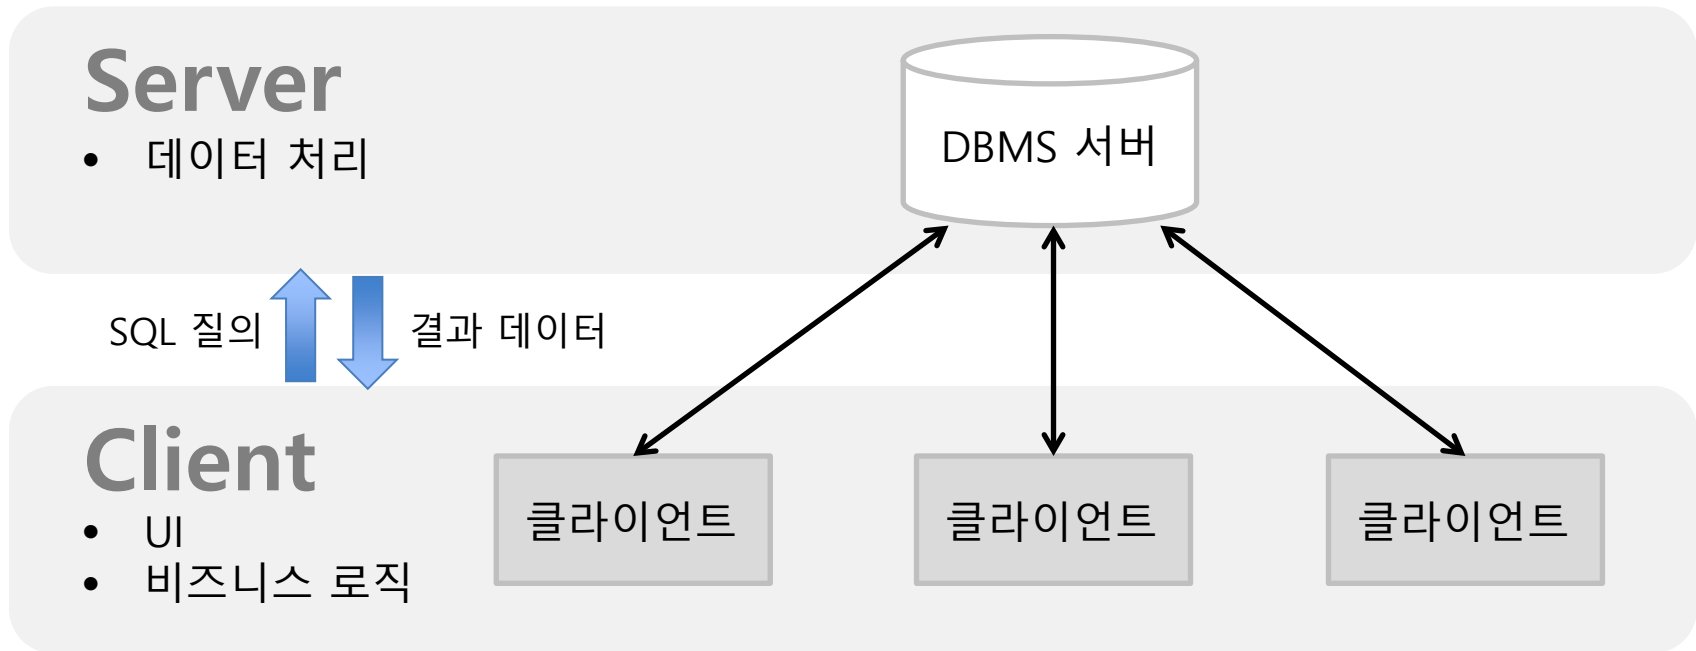 Server
• 데이터 처리
DBMS 서버
SQL 질의
결과 데이터
Client
• UI
• 비즈니스 로직
클라이언트
클라이언트
클라이언트